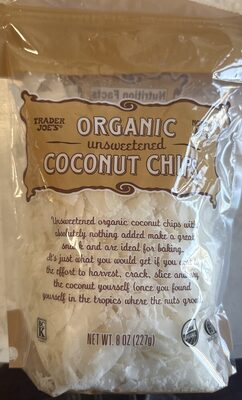 Nutrition Facts
TRADER
JOE'S®
ORGANIC
unsweetened
COCONUT CHIPS
Unsweetened organic coconut chips with
absolutely nothing added make a great
snack and are ideal for baking.
It's just what you would get if you
the effort to harvest, crack, slice and
the coconut yourself (once you found
yourself in the tropics where the nuts grow)
NET WT. 8 OZ (227g)
K